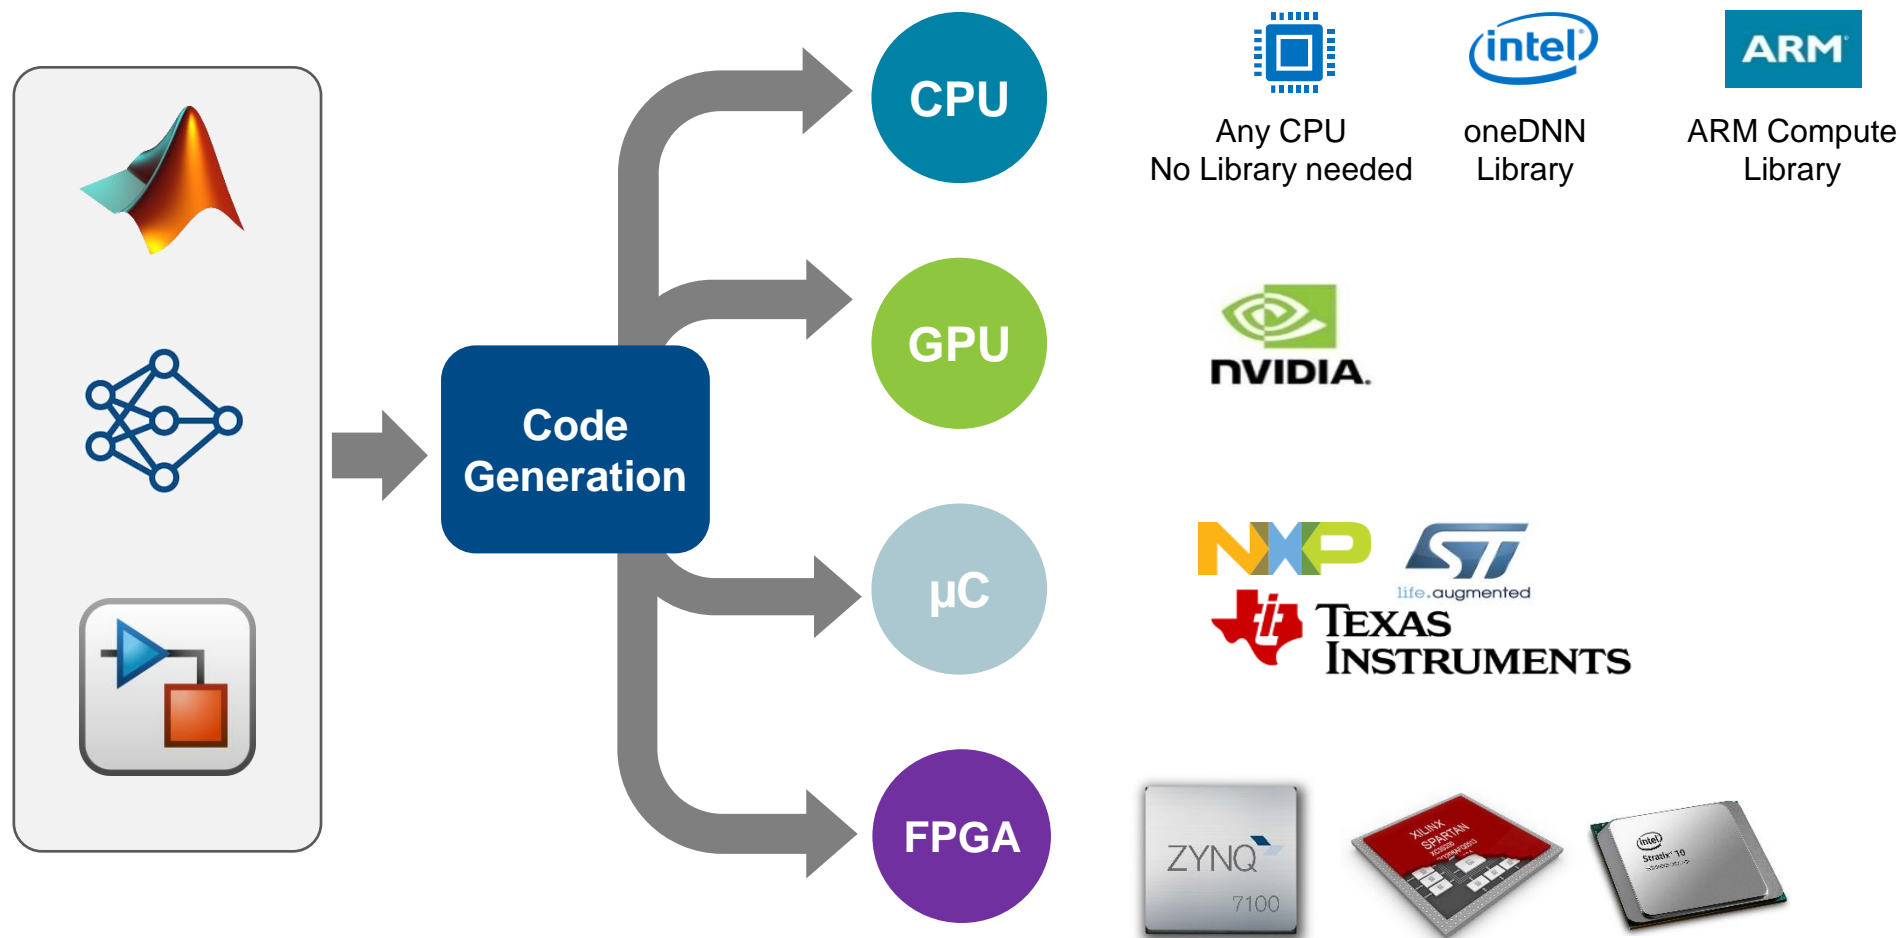 CPU
intel
ARM
Any CPU
No Library needed
oneDNN
Library
ARM Compute
Library
GPU
NVIDIA.
Code
Generation
µC
NXP
ST
life.augmented
TI
TEXAS
INSTRUMENTS
FPGA
ZYNQ
7100
XILINX
SPARTAN
intel
Stratix 10